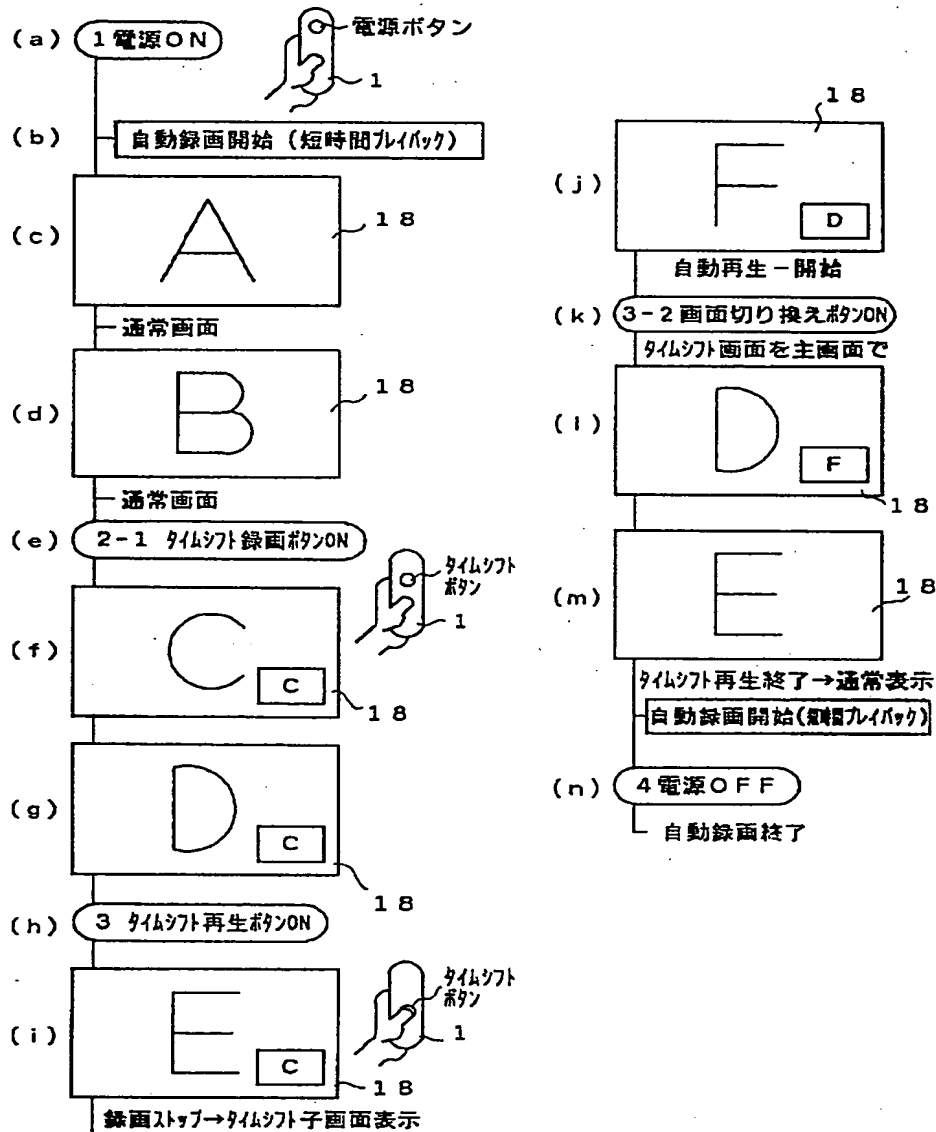 (a) 1電源ON
電源ボタン
1
(b) 自動録画開始 (短時間プレイバック)
(c) A 18
通常画面
(d) B 18
通常画面
(e) 2-1 タイムシフト録画ボタンON
タイムシフト
ボタン
1
(f) C C 18
(g) D C 18
(h) 3 タイムシフト再生ボタンON
タイムシフト
ボタン
1
(i) E C 18
録画ストップ→タイムシフト子画面表示
18
(j) F D
自動再生-開始
(k) 3-2画面切り換えボタンON
タイムシフト画面を主画面で
(l) D F 18
(m) E 18
タイムシフト再生終了→通常表示
自動録画開始(短時間プレイバック)
(n) 4電源OFF
自動録画終了